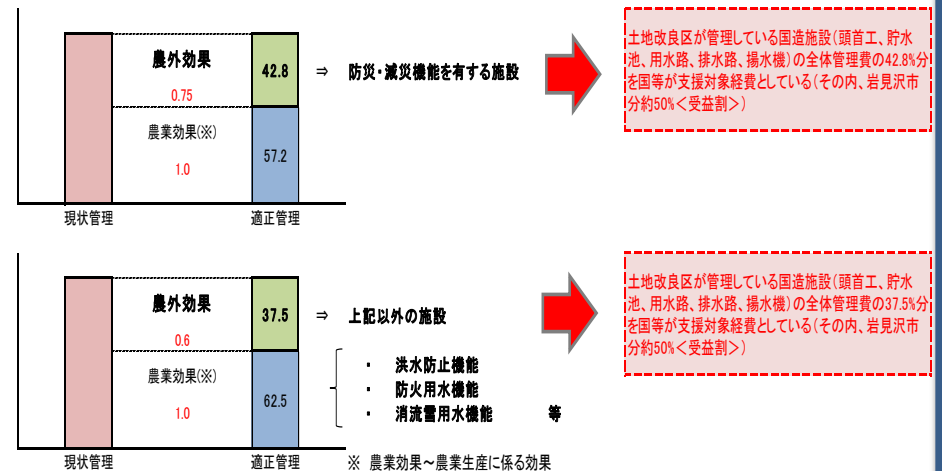 農外効果
0.75
42.8
⇒ 防災・減災機能を有する施設
農業効果(※)
1.0
57.2
現状管理
適正管理
土地改良区が管理している国造施設(頭首工、貯水
池、用水路、排水路、揚水機)の全体管理費の42.8%分
を国等が支援対象経費としている(その内、岩見沢市
分約50%<受益割>)
農外効果
0.6
37.5
⇒ 上記以外の施設
農業効果(※)
1.0
62.5
・ 洪水防止機能
・ 防火用水機能
・ 消流雪用水機能 等
現状管理
適正管理
※ 農業効果~農業生産に係る効果
土地改良区が管理している国造施設(頭首工、貯水
池、用水路、排水路、揚水機)の全体管理費の37.5%分
を国等が支援対象経費としている(その内、岩見沢市
分約50%<受益割>)